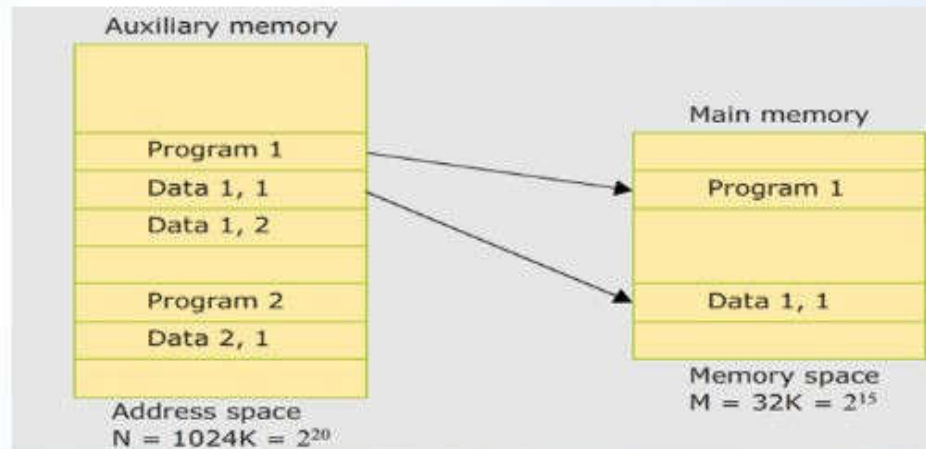 Auxiliary memory
Program 1
Data 1, 1
Data 1, 2
Program 2
Data 2, 1
Address space
N = 1024K = 2²⁰
Main memory
Program 1
Data 1, 1
Memory space
M = 32K = 2¹⁵